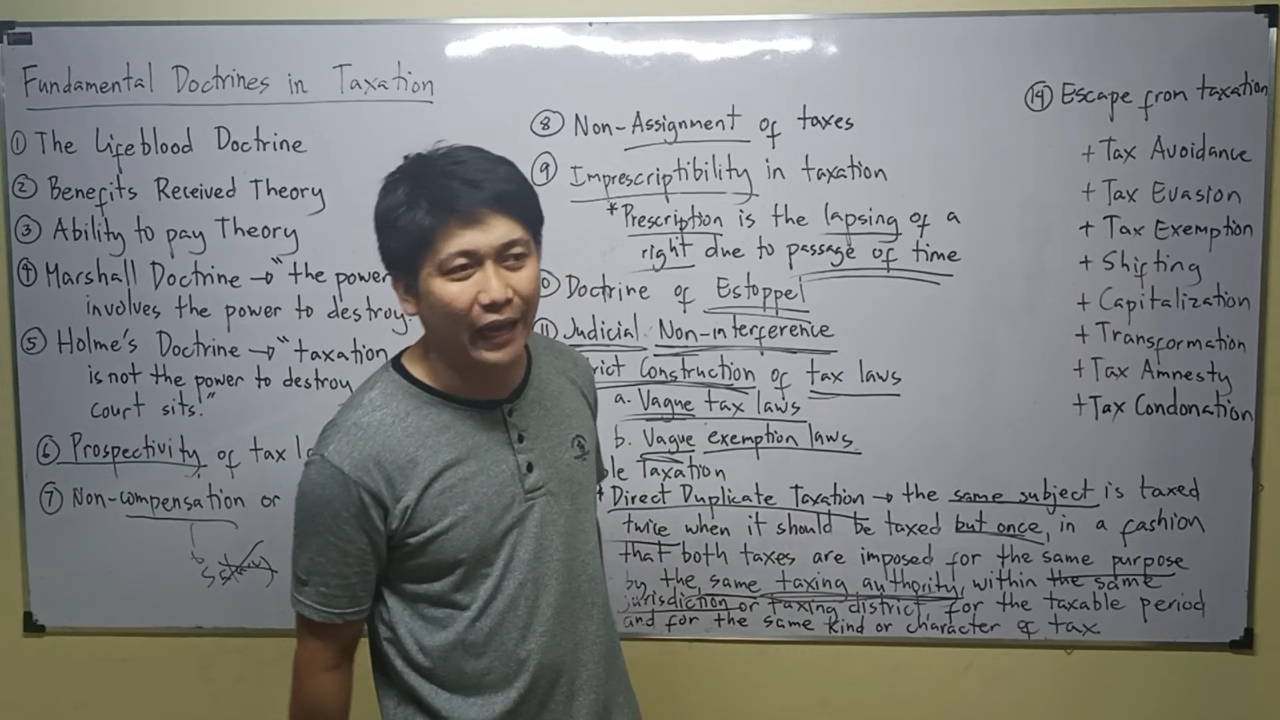 Fundamental Doctrines in Taxation
① The Lifeblood Doctrine
② Benefits Received Theory
③ Ability to pay Theory
④ Marshall Doctrine → "the power
involves the power to destroy.
⑤ Holme's Doctrine → "taxation
is not the power to destroy
court sits."
⑥ Prospectivity of tax
⑦ Non-compensation or
⑧ Non-Assignment of taxes
⑨ Imprescriptibility in taxation
* Prescription is the lapsing of a
right due to passage of time
Doctrine of Estoppel
⑪ Judicial Non-interference
Construction of tax laws
a. Vague tax laws
b. Vague exemption laws.
Taxation
* Direct Duplicate Taxation → the same subject is taxed
twice when it should be taxed but once, in a fashion
that both taxes are imposed for the same purpose
by the same taxing authority, within the same
jurisdiction or taxing district, for the taxable period
and for the same kind or character of tax
⑭ Escape from taxation
+ Tax Avoidance
+ Tax Evasion
+ Tax Exemption
+ Shifting
+ Capitalization
+ Transformation
+ Tax Amnesty
+ Tax Condonation